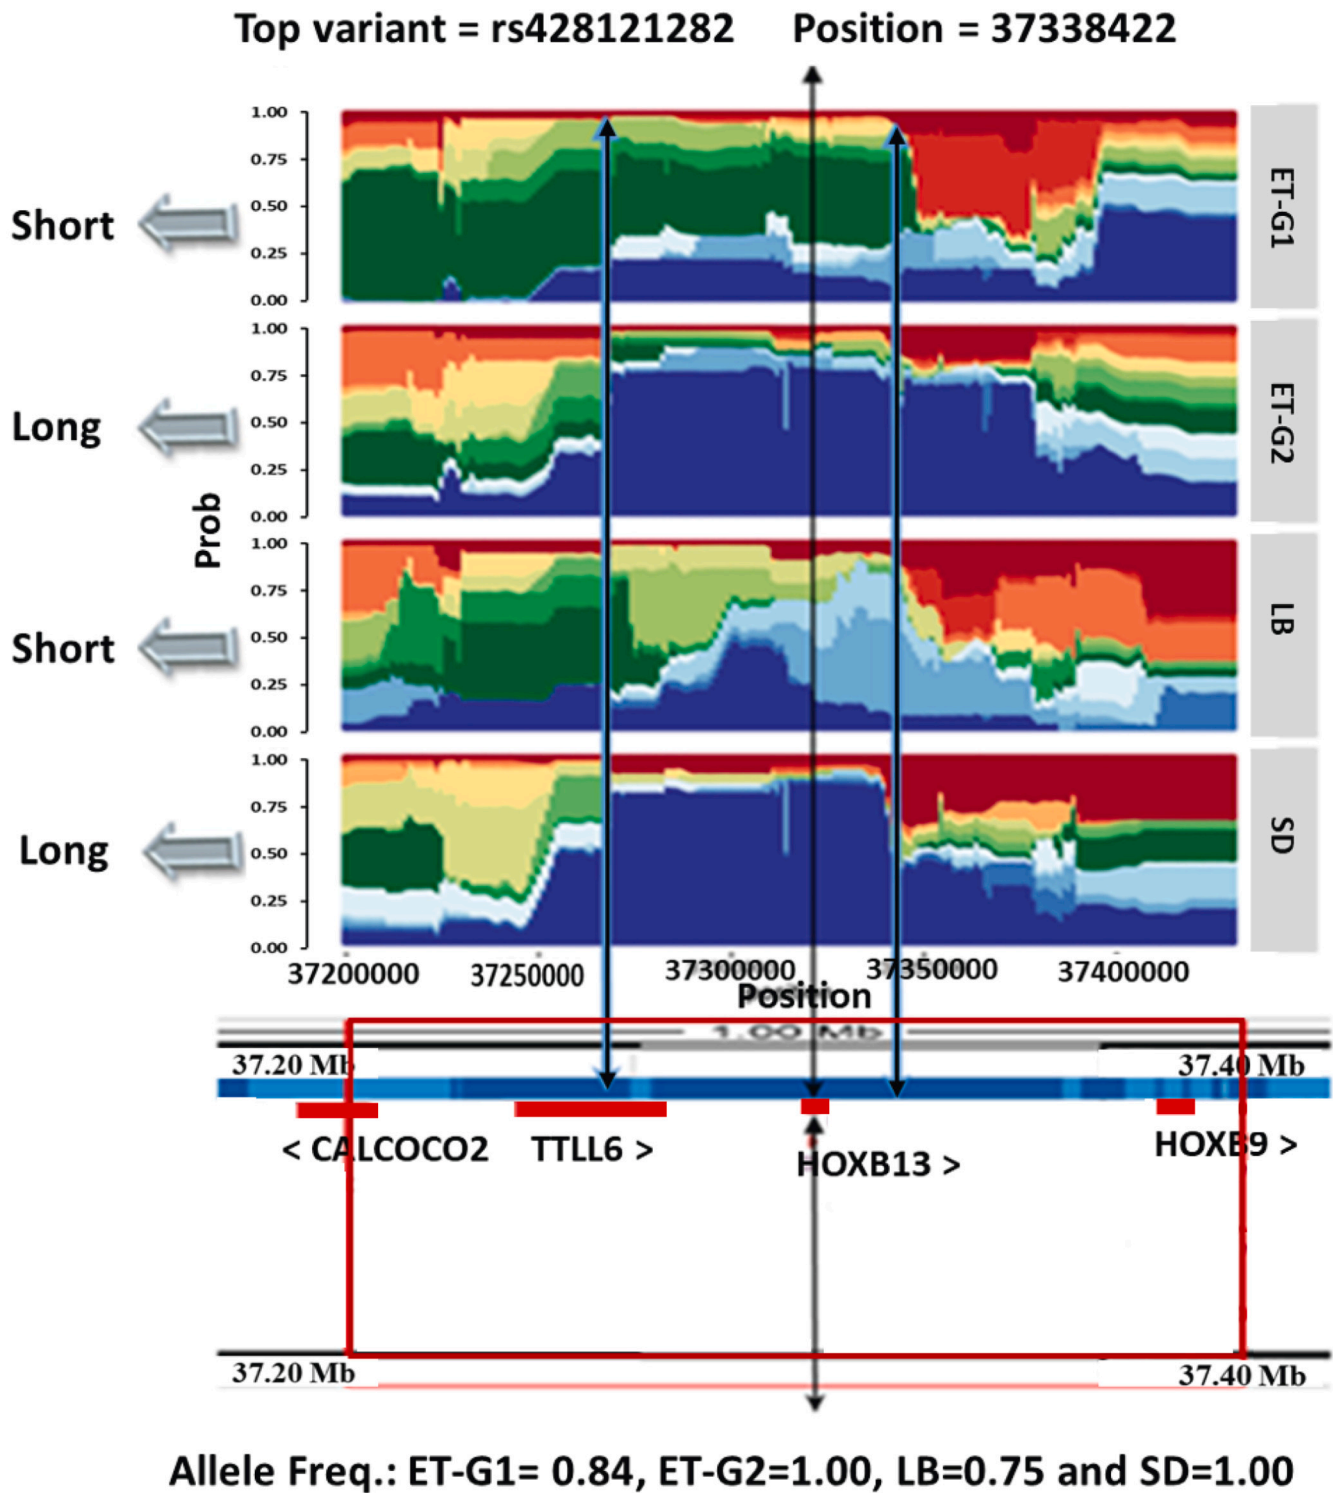 Top variant = rs428121282 Position = 37338422
1.00
0.75
0.50
0.25
0.00
Short
ET-G1
1.00
0.75
0.50
0.25
0.00
Long
ET-G2
Prob
1.00
0.75
0.50
0.25
0.00
Short
LB
1.00
0.75
0.50
0.25
0.00
Long
SD
37200000 37250000 37300000 37350000 37400000
Position
1.00 Mb
37.20 Mb 37.40 Mb
< CALCOCO2 TTLL6 > HOXB13 > HOXB9 >
37.20 Mb 37.40 Mb
Allele Freq.: ET-G1= 0.84, ET-G2=1.00, LB=0.75 and SD=1.00